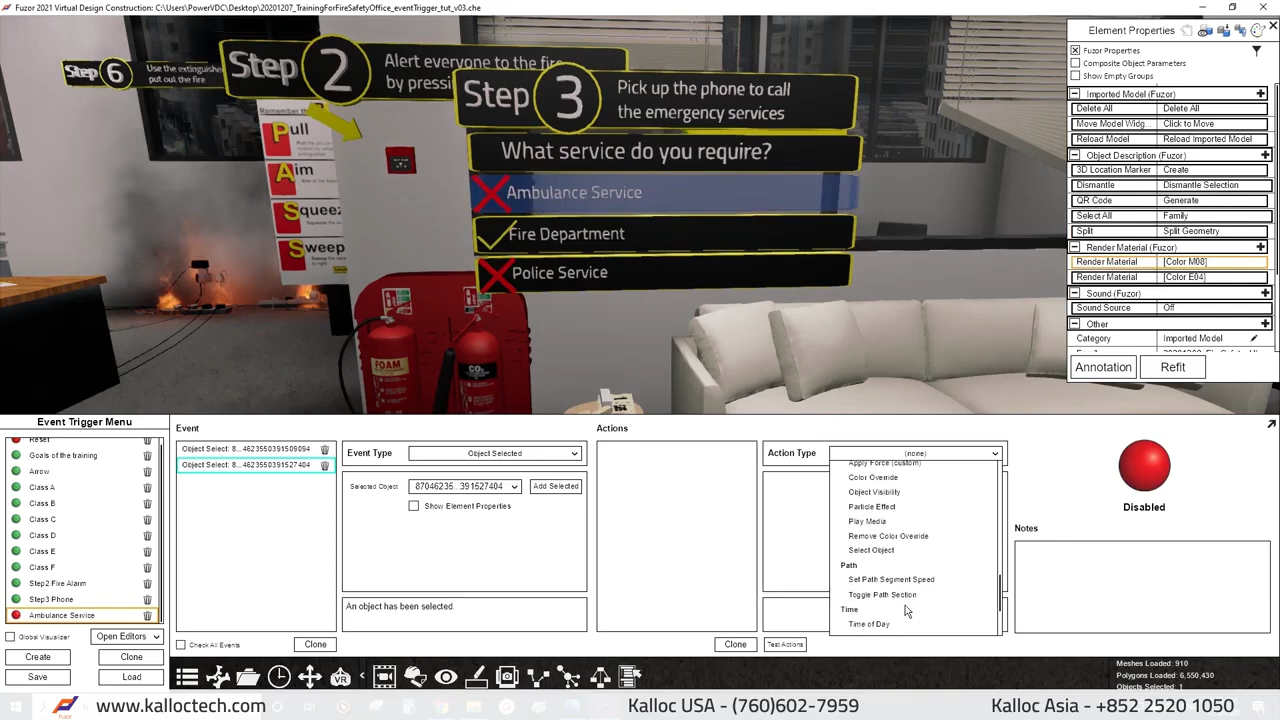 Fuzor 2021 Virtual Design Construction: C:\Users\PowerVDC\Desktop\20201207_TrainingForFireSafetyOffice_eventTrigger_tut_v03.che
Step 6
Use the extinguisher
put out the fire
Step 2
Alert everyone to the fire
by pressi
Step 3
Pick up the phone to call
the emergency services
What service do you require?
Ambulance Service
Fire Department
Police Service
Remember th
Pull
Aim
Squeez
Sweep
FOAM
CO2
Element Properties
Fuzor Properties
Composite Object Parameters
Show Empty Groups
Imported Model (Fuzor)
Delete All Delete All
Move Model Widg... Click to Move
Reload Model Reload Imported Model
Object Description (Fuzor)
3D Location Marker Create
Dismantle Dismantle Selection
QR Code Generate
Select All Family
Split Split Geometry
Render Material (Fuzor)
Render Material [Color M08]
Render Material [Color E04]
Sound (Fuzor)
Sound Source Off
Other
Category Imported Model
Annotation Refit
Event Trigger Menu
Reset
Goals of the training
Arrow
Class A
Class B
Class C
Class D
Class E
Class F
Step2 Fire Alarm
Step3 Phone
Ambulance Service
Global Visualizer Open Editors
Create Clone
Save Load
Event
Object Select: 8...4623550391509094
Object Select: 8...4623550391527404
Check All Events Clone
Event Type Object Selected
Selected Object 87046235...391527404 Add Selected
Show Element Properties
An object has been selected.
Actions
Clone
Action Type (none)
Apply Force (custom)
Color Override
Object Visibility
Particle Effect
Play Media
Remove Color Override
Select Object
Path
Set Path Segment Speed
Toggle Path Section
Time
Time of Day
Test Actions
Disabled
Notes
VR
Meshes Loaded: 910
Polygons Loaded: 6,550,430
Objects Selected: 1
Fuzor
www.kalloctech.com
Kalloc USA - (760)602-7959
Kalloc Asia - +852 2520 1050